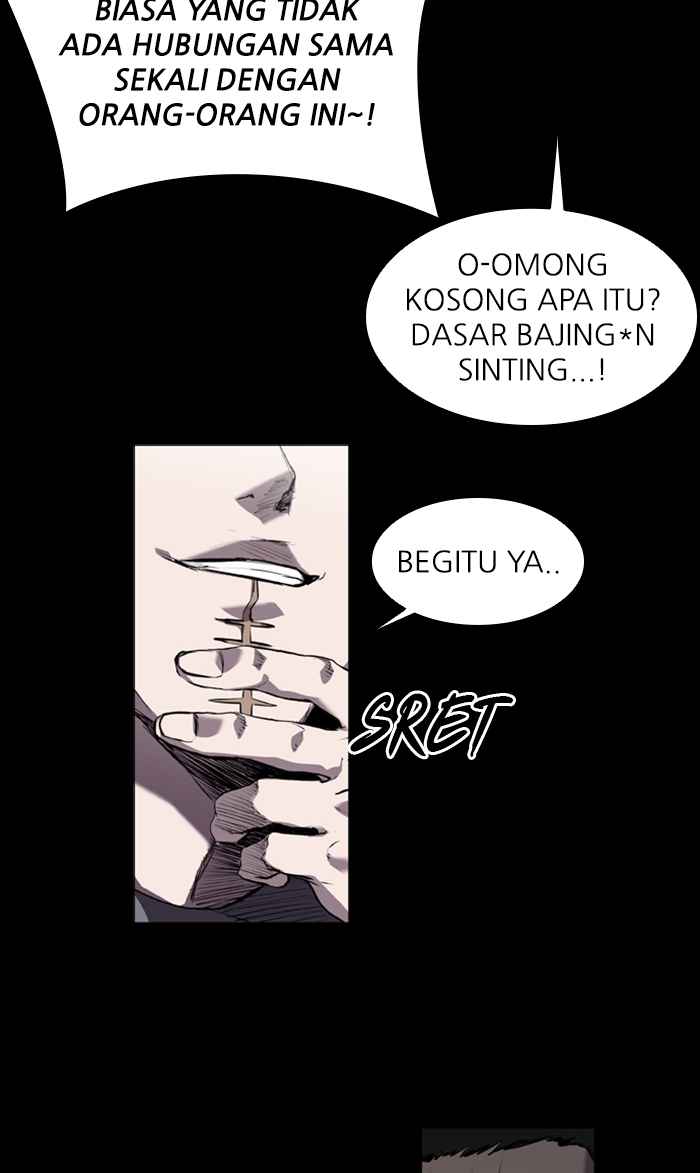 BIASA YANG TIDAK
ADA HUBUNGAN SAMA
SEKALI DENGAN
ORANG-ORANG INI~!
O-OMONG
KOSONG APA ITU?
DASAR BAJING*N
SINTING...!
BEGITU YA..
SRET